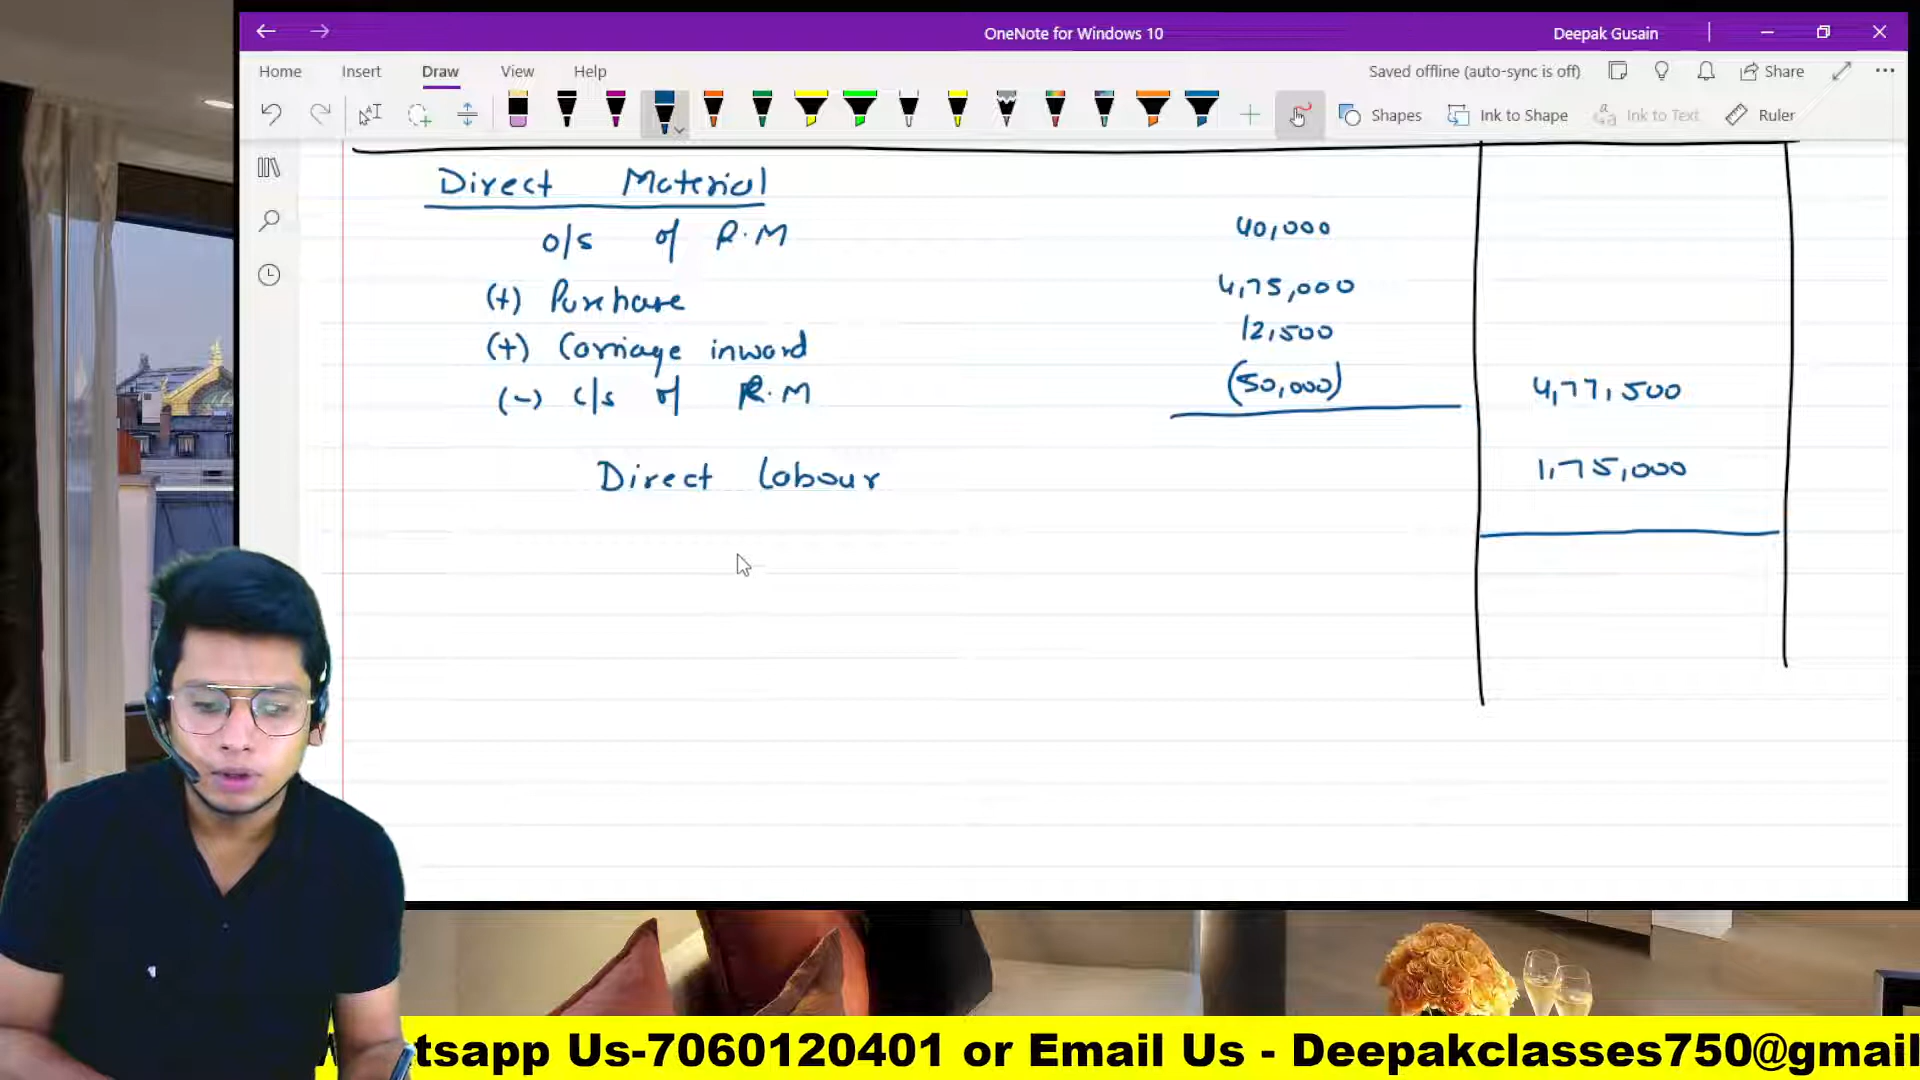 OneNote for Windows 10
Deepak Gusain
Home Insert Draw View Help
Saved offline (auto-sync is off)
Share
Shapes
Ink to Shape
Ink to Text
Ruler
Direct Material
o/s of R.M 40,000
(+) Purchase 4,75,000
(+) Carriage inward 12,500
(-) c/s of R.M (50,000) 4,77,500
Direct labour 1,75,000
tsapp Us-7060120401 or Email Us - Deepakclasses750@gmail